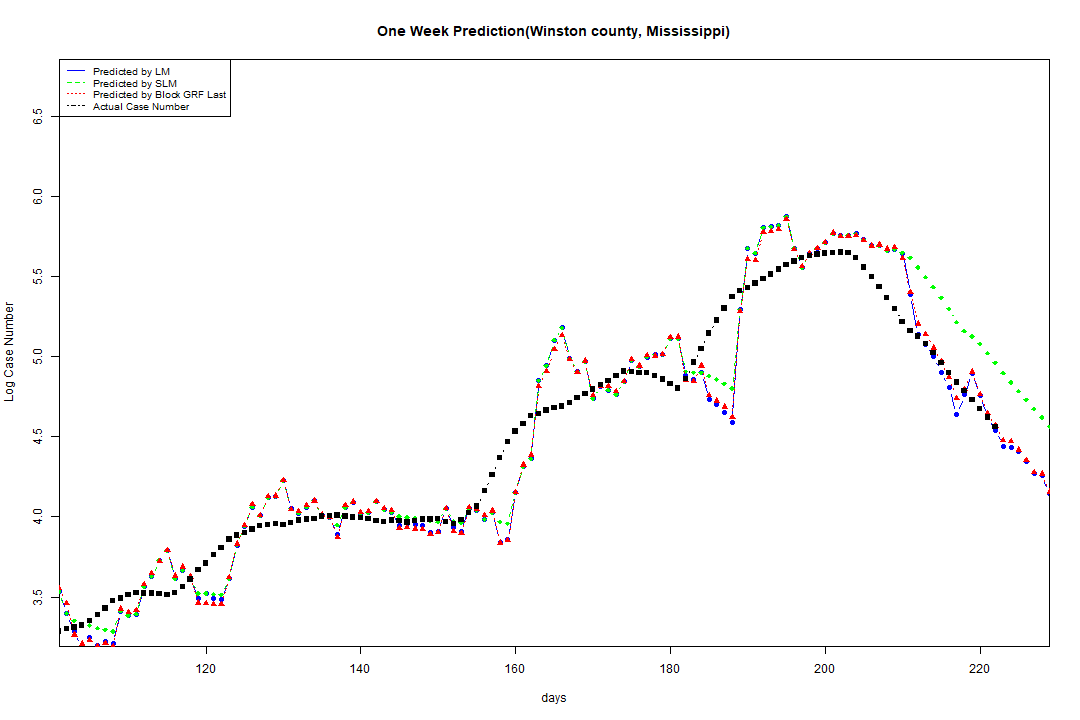 One Week Prediction(Winston county, Mississippi)
Predicted by LM
Predicted by SLM
Predicted by Block GRF Last
Actual Case Number
Log Case Number
6.5
6.0
5.5
5.0
4.5
4.0
3.5
120 140 160 180 200 220
days